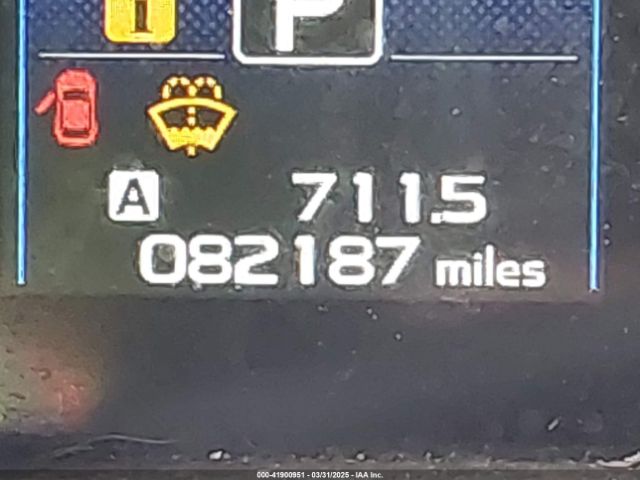 i P
A 711.5
082187 miles
000-41900951 - 03/31/2025 - IAA Inc.